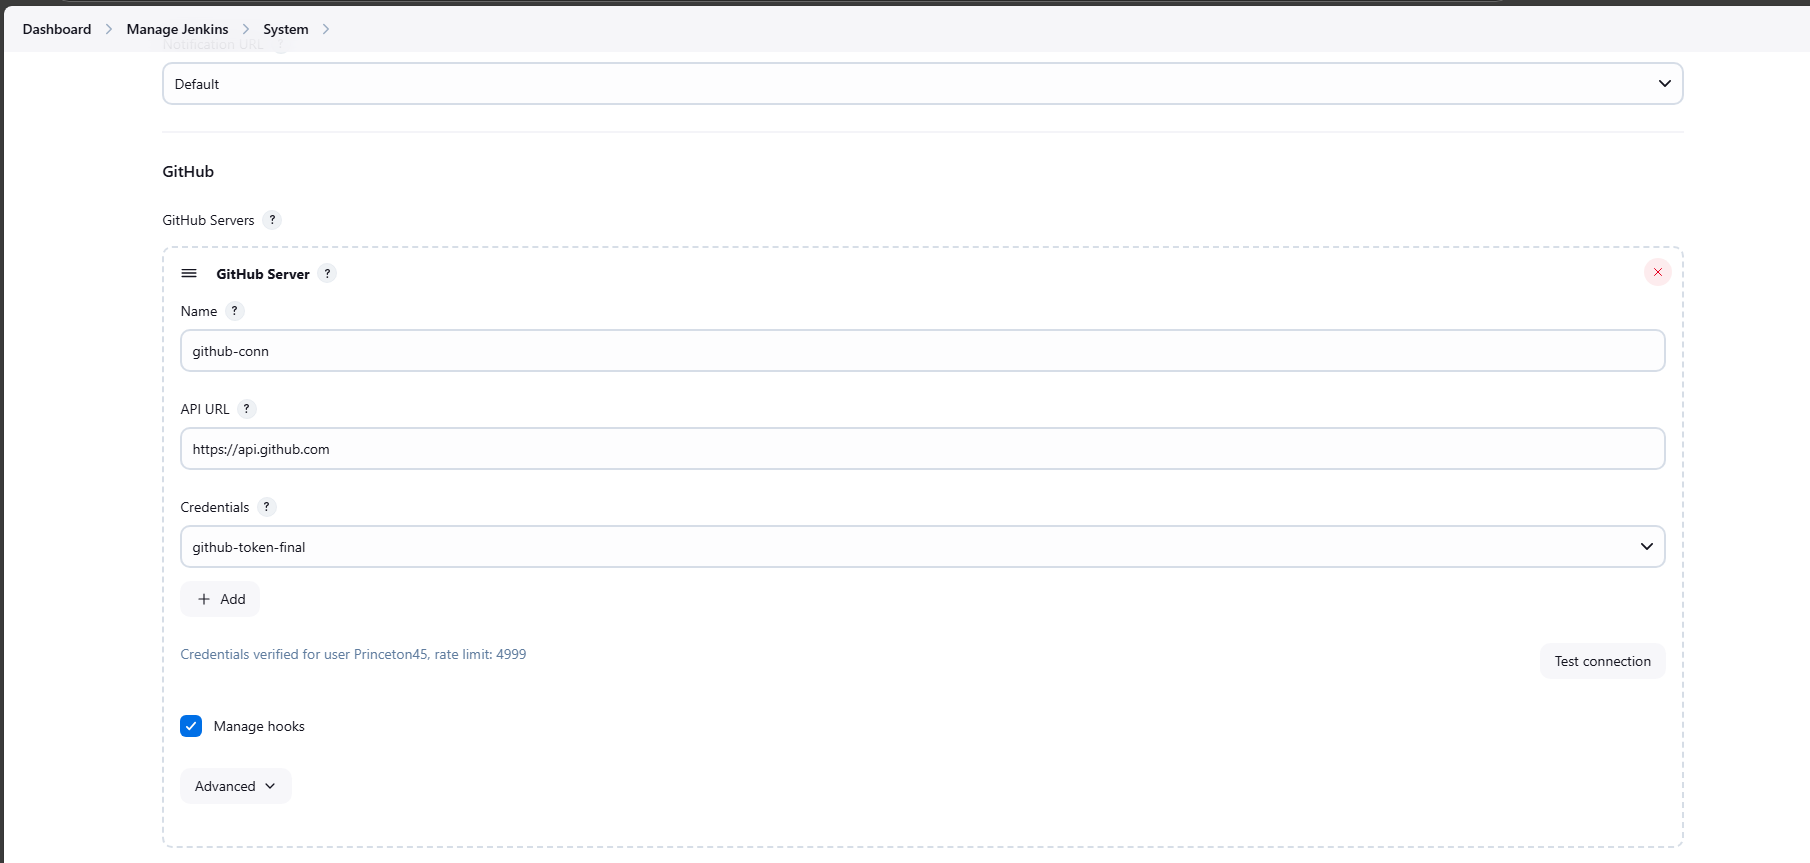 Dashboard > Manage Jenkins > System >
Notification URL ?
Default
GitHub
GitHub Servers ?
GitHub Server ?
Name ?
github-conn
API URL ?
https://api.github.com
Credentials ?
github-token-final
+ Add
Credentials verified for user Princeton45, rate limit: 4999
Test connection
Manage hooks
Advanced